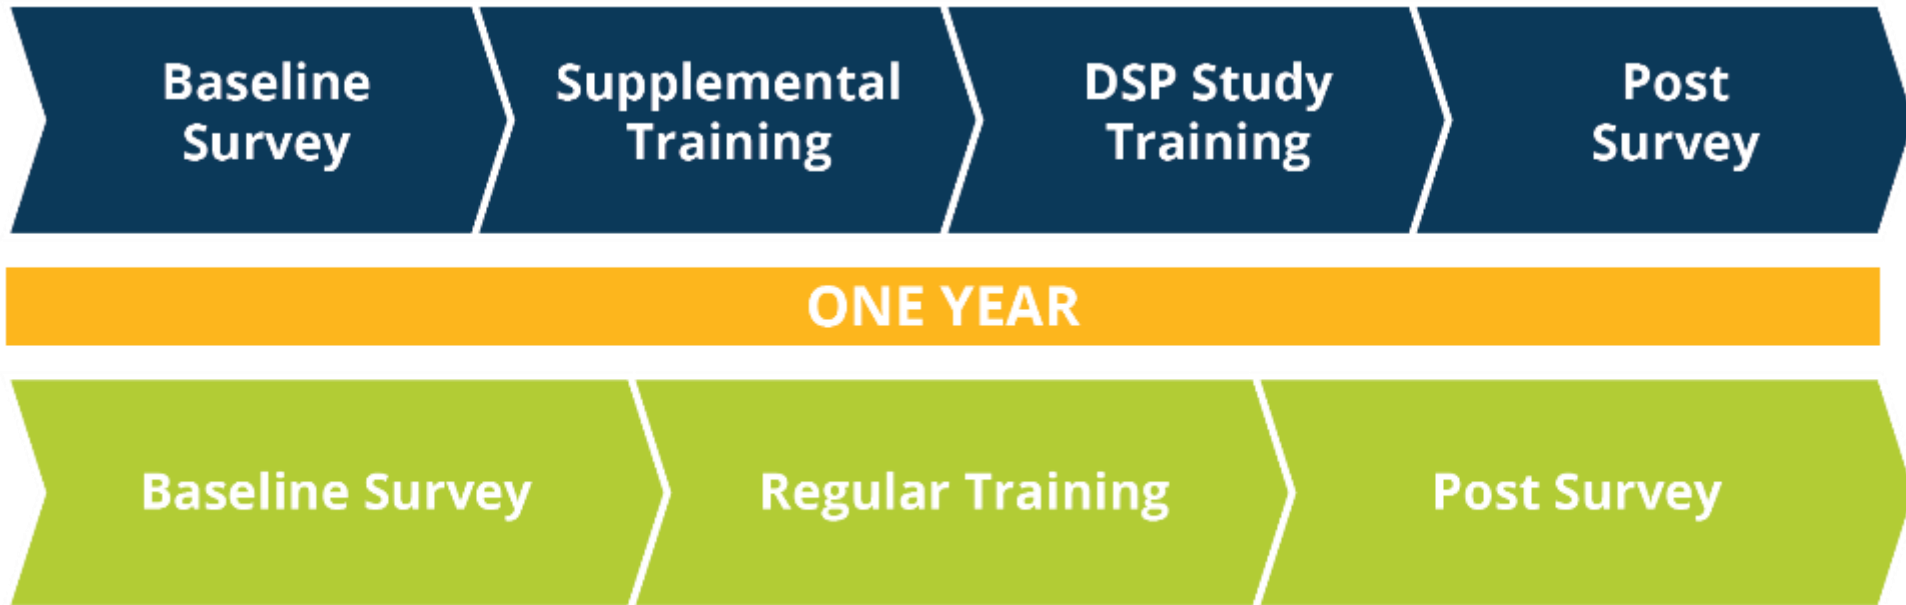 Baseline
Survey
Supplemental
Training
DSP Study
Training
Post
Survey
ONE YEAR
Baseline Survey
Regular Training
Post Survey